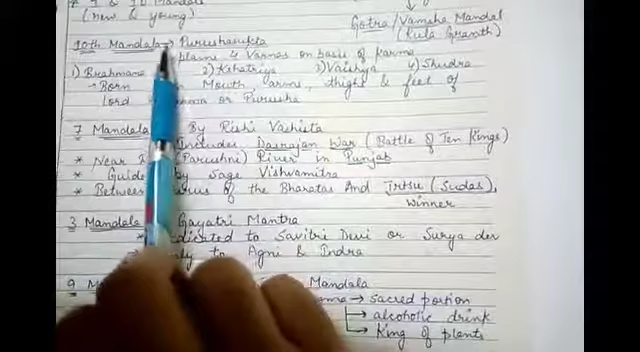 (new & young)
Gotra/ Vamsha Mandal
(Kula Granth)
10th Mandala → Purushasukta
4 Varnas on basis of karma
1) Brahmana 2) Kshatriya 3) Vaishya 4) Shudra
→ Born Mouth, arms, thighs & feet of
Lord or Purusha
7 Mandala By Rishi Vashista
Includes Dasrajan War (Battle of Ten Kings)
* Near (Parushni) River in Punjab
* by Sage Vishvamitra
* of the Bharatas And Tritsu (Sudas),
winner
3 Mandala Gayatri Mantra
to Savitri Devi or Surya dev
to Agni & Indra
9 Mandala
→ sacred portion
→ alcoholic drink
→ King of plants